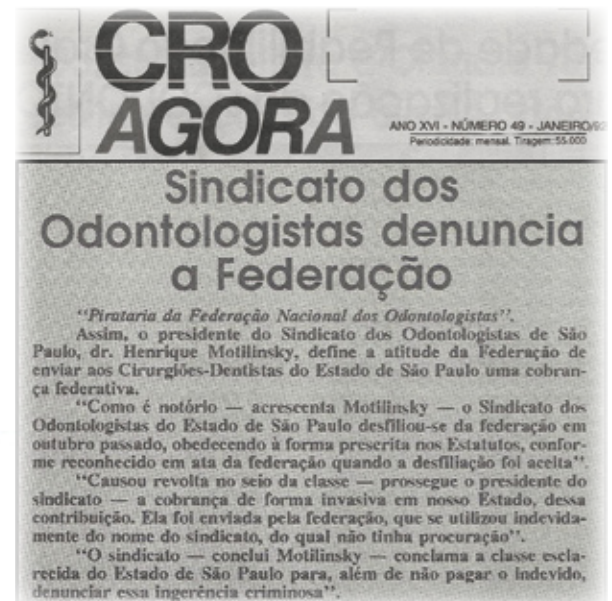 CRO
AGORA
ANO XVI - NÚMERO 49 - JANEIRO/92
Periodicidade: mensal. Tiragem: 55.000
Sindicato dos
Odontologistas denuncia
a Federação
“Pirataria da Federação Nacional dos Odontologistas”.
Assim, o presidente do Sindicato dos Odontologistas de São
Paulo, dr. Henrique Motilinsky, define a atitude da Federação de
enviar aos Cirurgiões-Dentistas do Estado de São Paulo uma cobran-
ça federativa.
“Como é notório — acrescenta Motilinsky — o Sindicato dos
Odontologistas do Estado de São Paulo desfiliou-se da federação em
outubro passado, obedecendo à forma prescrita nos Estatutos, confor-
me reconhecido em ata da federação quando a desfiliação foi aceita”.
“Causou revolta no seio da classe — prossegue o presidente do
sindicato — a cobrança de forma invasiva em nosso Estado, dessa
contribuição. Ela foi enviada pela federação, que se utilizou indevida-
mente do nome do sindicato, do qual não tinha procuração”.
“O sindicato — conclui Motilinsky — conclama a classe escla-
recida do Estado de São Paulo para, além de não pagar o indevido,
denunciar essa ingerência criminosa”.